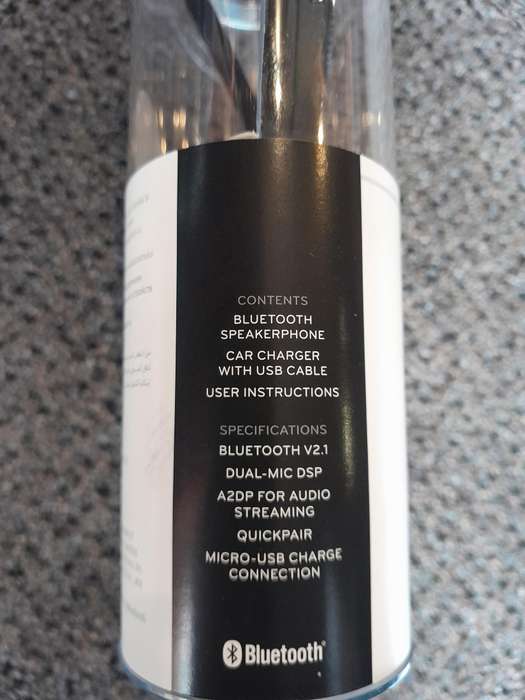 CONTENTS
BLUETOOTH
SPEAKERPHONE
CAR CHARGER
WITH USB CABLE
USER INSTRUCTIONS
SPECIFICATIONS
BLUETOOTH V2.1
DUAL-MIC DSP
A2DP FOR AUDIO
STREAMING
QUICKPAIR
MICRO-USB CHARGE
CONNECTION
Bluetooth®